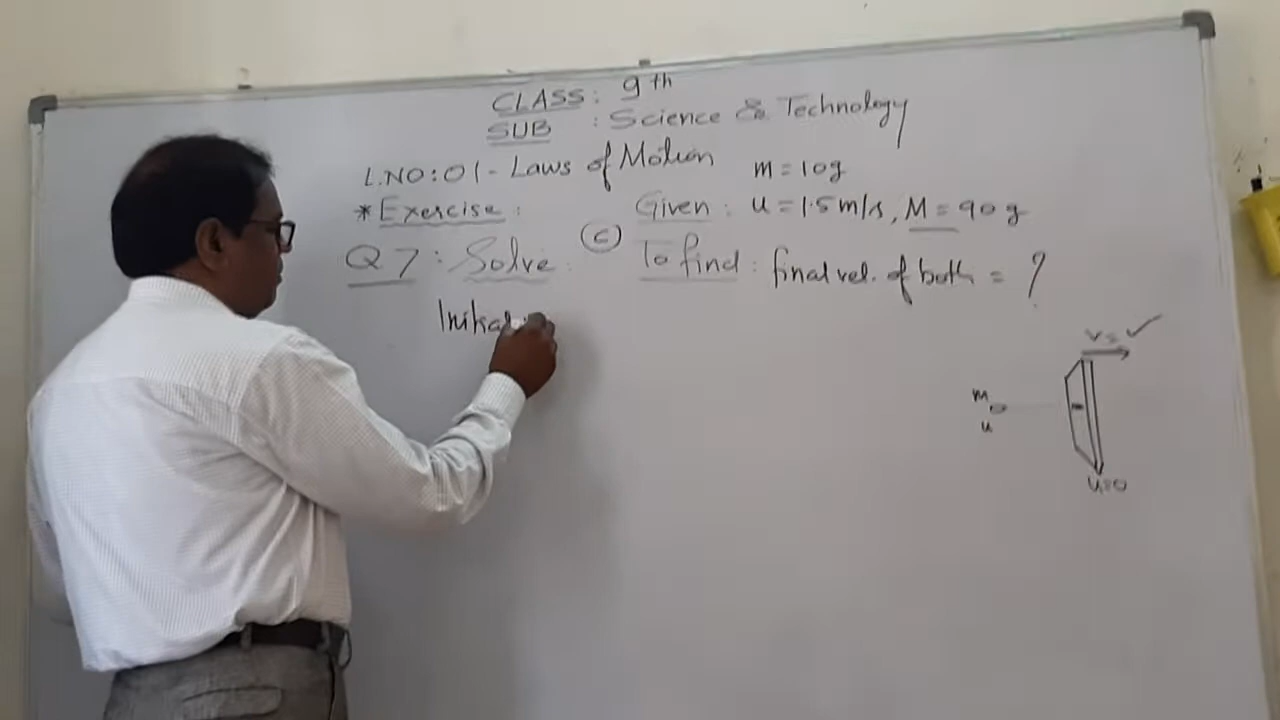 CLASS: 9th
SUB : Science & Technology
L.NO:01- Laws of Motion
m = 10g
*Exercise:
Given: u = 1.5 m/s, M = 90 g
Q7: Solve:
(c)
To find: final vel. of both = ?
Initial
v = ✓
m
u
u=0